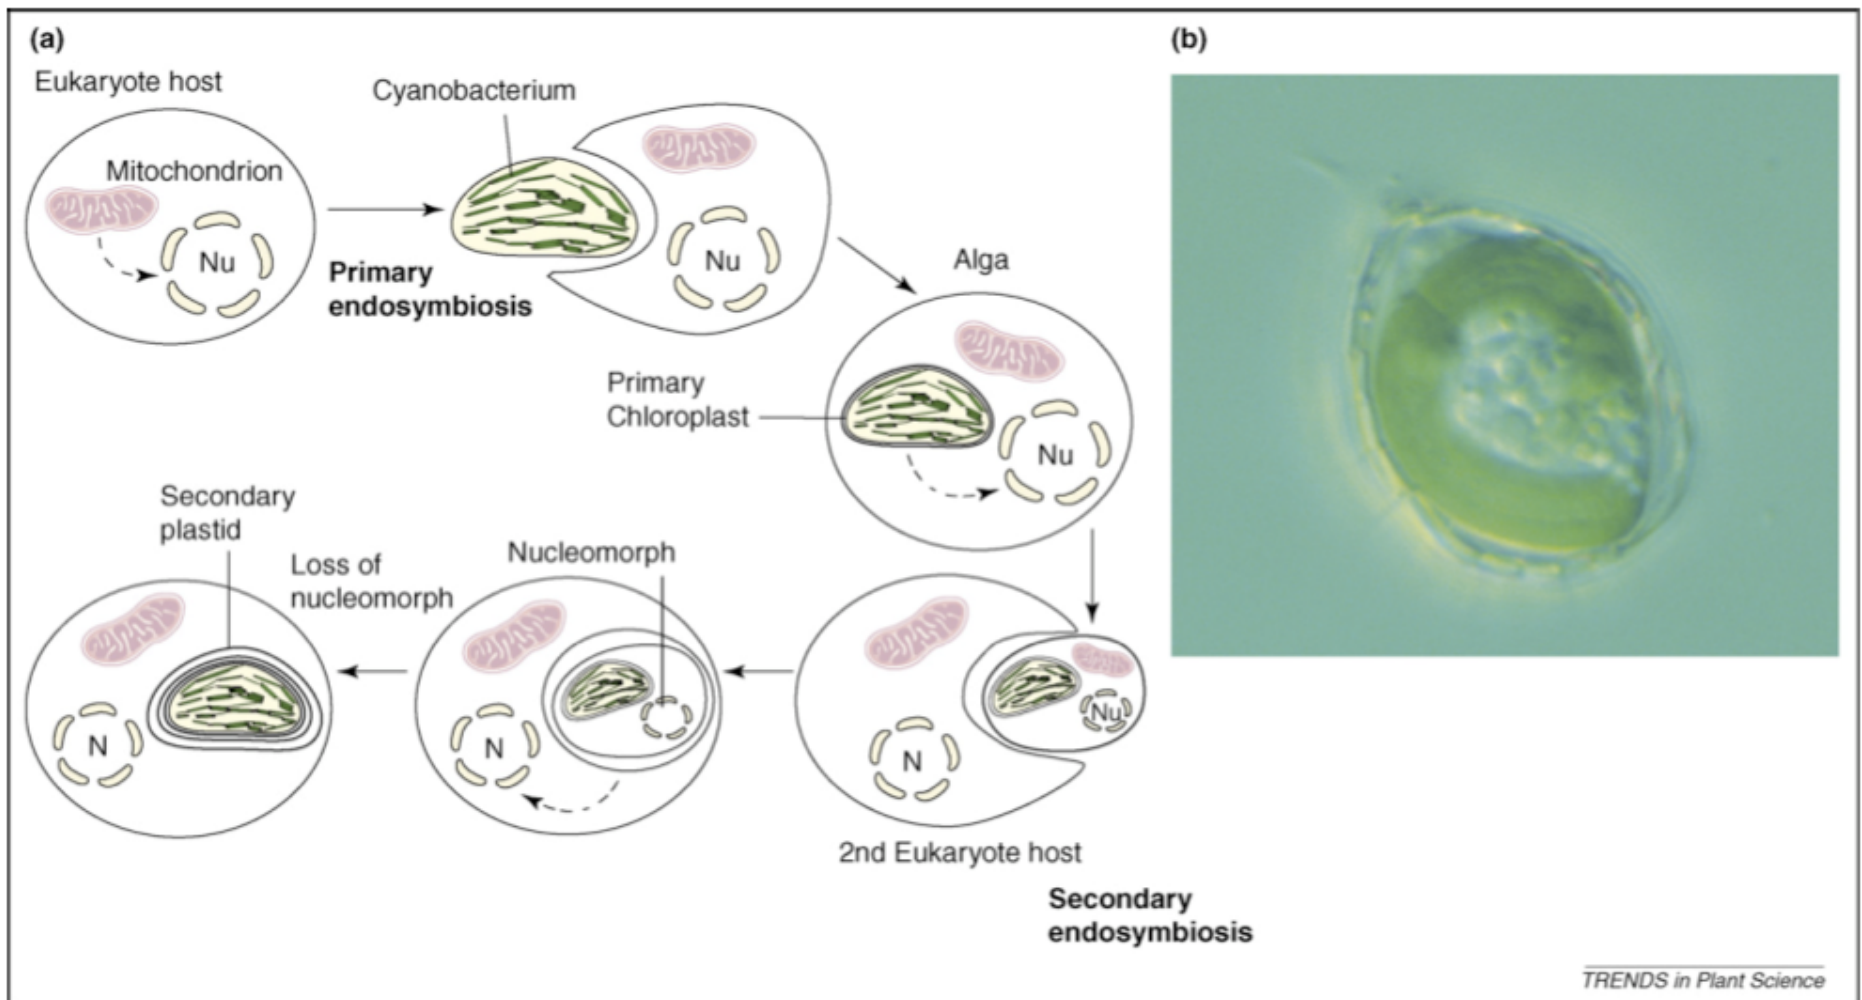 (a)
Eukaryote host
Mitochondrion
Nu
Primary
endosymbiosis
Cyanobacterium
Nu
Alga
Primary
Chloroplast
Nu
Nu
N
2nd Eukaryote host
Secondary
endosymbiosis
Nucleomorph
N
Loss of
nucleomorph
Secondary
plastid
N
(b)
TRENDS in Plant Science